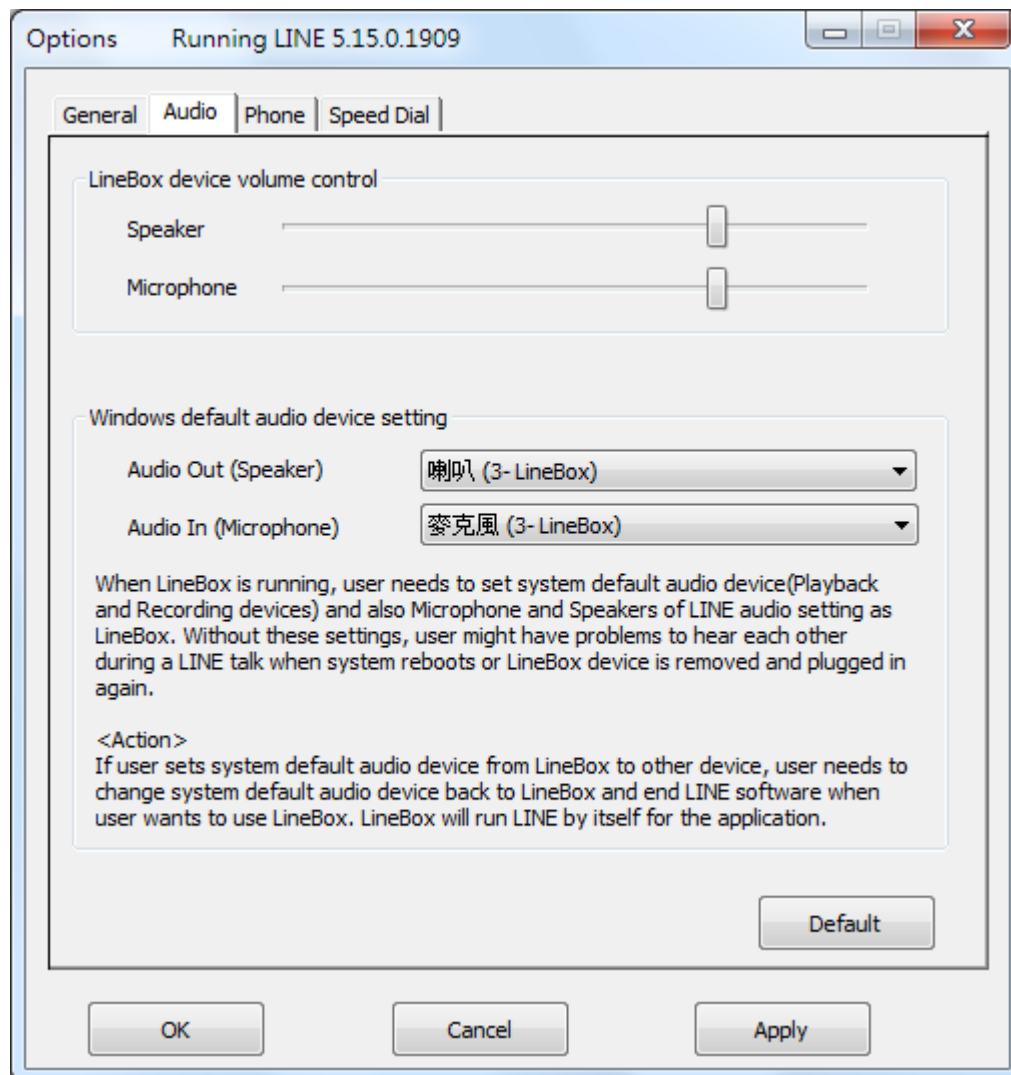 Options Running LINE 5.15.0.1909
General Audio Phone Speed Dial
LineBox device volume control
Speaker
Microphone
Windows default audio device setting
Audio Out (Speaker) 喇叭 (3- LineBox)
Audio In (Microphone) 麥克風 (3- LineBox)
When LineBox is running, user needs to set system default audio device(Playback
and Recording devices) and also Microphone and Speakers of LINE audio setting as
LineBox. Without these settings, user might have problems to hear each other
during a LINE talk when system reboots or LineBox device is removed and plugged in
again.
<Action>
If user sets system default audio device from LineBox to other device, user needs to
change system default audio device back to LineBox and end LINE software when
user wants to use LineBox. LineBox will run LINE by itself for the application.
Default
OK Cancel Apply